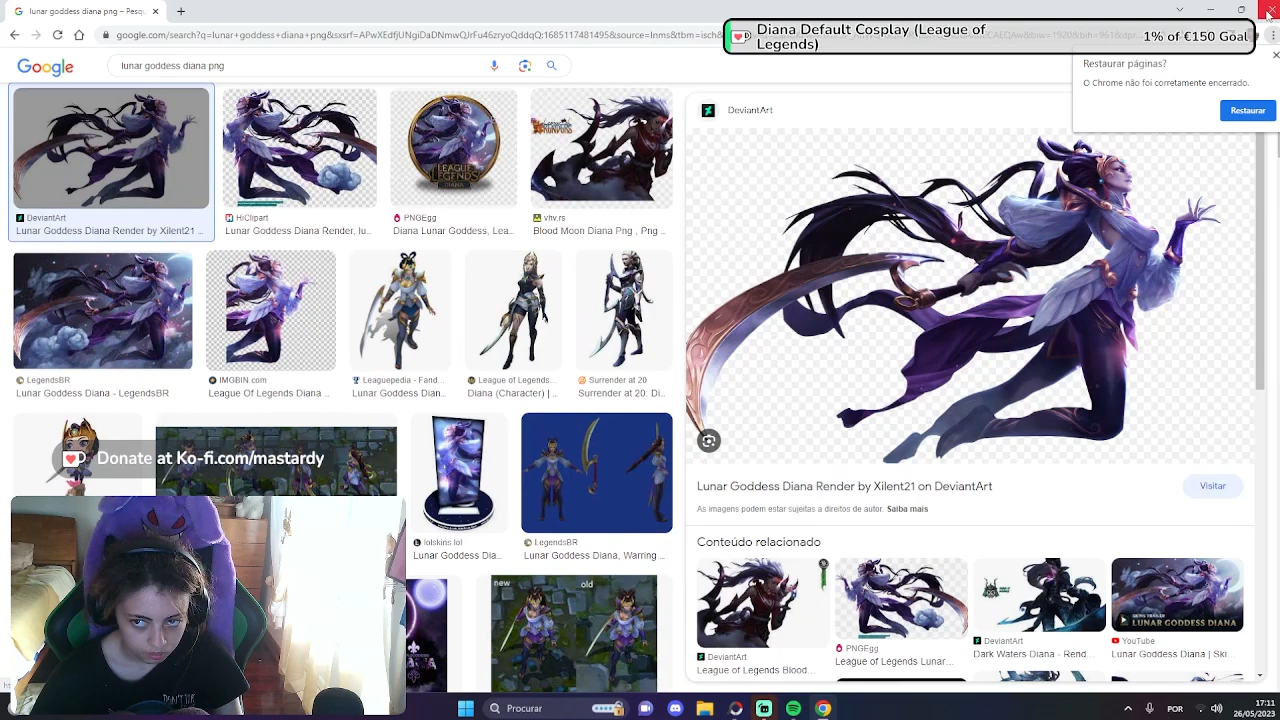 lunar goddess diana png – Pesqu
google.com/search?q=lunar+goddess+diana+png&sxsrf=
Diana Default Cosplay (League of
Legends)
1% of €150 Goal
Google
lunar goddess diana png
Restaurar páginas?
O Chrome não foi corretamente encerrado.
Restaurar
DeviantArt
Lunar Goddess Diana Render by Xilent21 ...
HiClipart
Lunar Goddess Diana Render, lu...
LEAGUE
LEGENDS
DIANA
PNGEgg
Diana Lunar Goddess, Lea...
vhv.rs
Blood Moon Diana Png , Png ...
DeviantArt
LegendsBR
Lunar Goddess Diana - LegendsBR
IMGBIN.com
League Of Legends Diana ...
Leaguepedia - Fand...
Lunar Goddess Dian...
League of Legends...
Diana (Character) | ...
Surrender at 20
Surrender at 20: Di...
Donate at Ko-fi.com/mastardy
lolskins.lol
Lunar Goddess Dia...
LegendsBR
Lunar Goddess Diana, Warring ...
new
old
Lunar Goddess Diana Render by Xilent21 on DeviantArt
Visitar
As imagens podem estar sujeitas a direitos de autor. Saiba mais
Conteúdo relacionado
DeviantArt
League of Legends Blood...
PNGEgg
League of Legends Lunar...
DeviantArt
Dark Waters Diana - Rend...
LUNAR GODDESS DIANA
YouTube
Lunar Goddess Diana | Ski...
Procurar
POR
17:11
26/05/2023